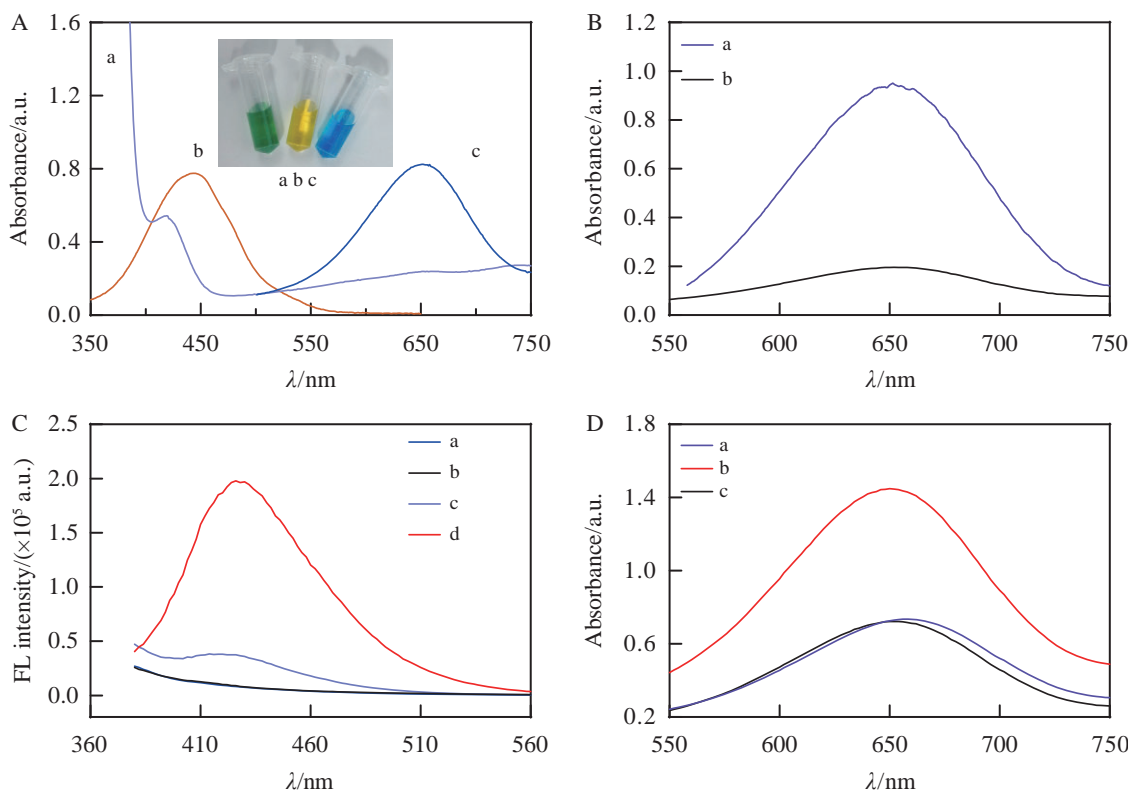 A
Absorbance/a.u.
1.6
1.2
0.8
0.4
0.0
a
b
c
a b c
350
450
550
650
750
λ/nm
B
Absorbance/a.u.
1.2
1.0
0.8
0.6
0.4
0.2
0.0
a
b
550
600
650
700
750
λ/nm
C
FL intensity/(×10⁵ a.u.)
2.5
2.0
1.5
1.0
0.5
0.0
a
b
c
d
360
410
460
510
560
λ/nm
D
Absorbance/a.u.
1.8
1.4
1.0
0.6
0.2
a
b
c
550
600
650
700
750
λ/nm